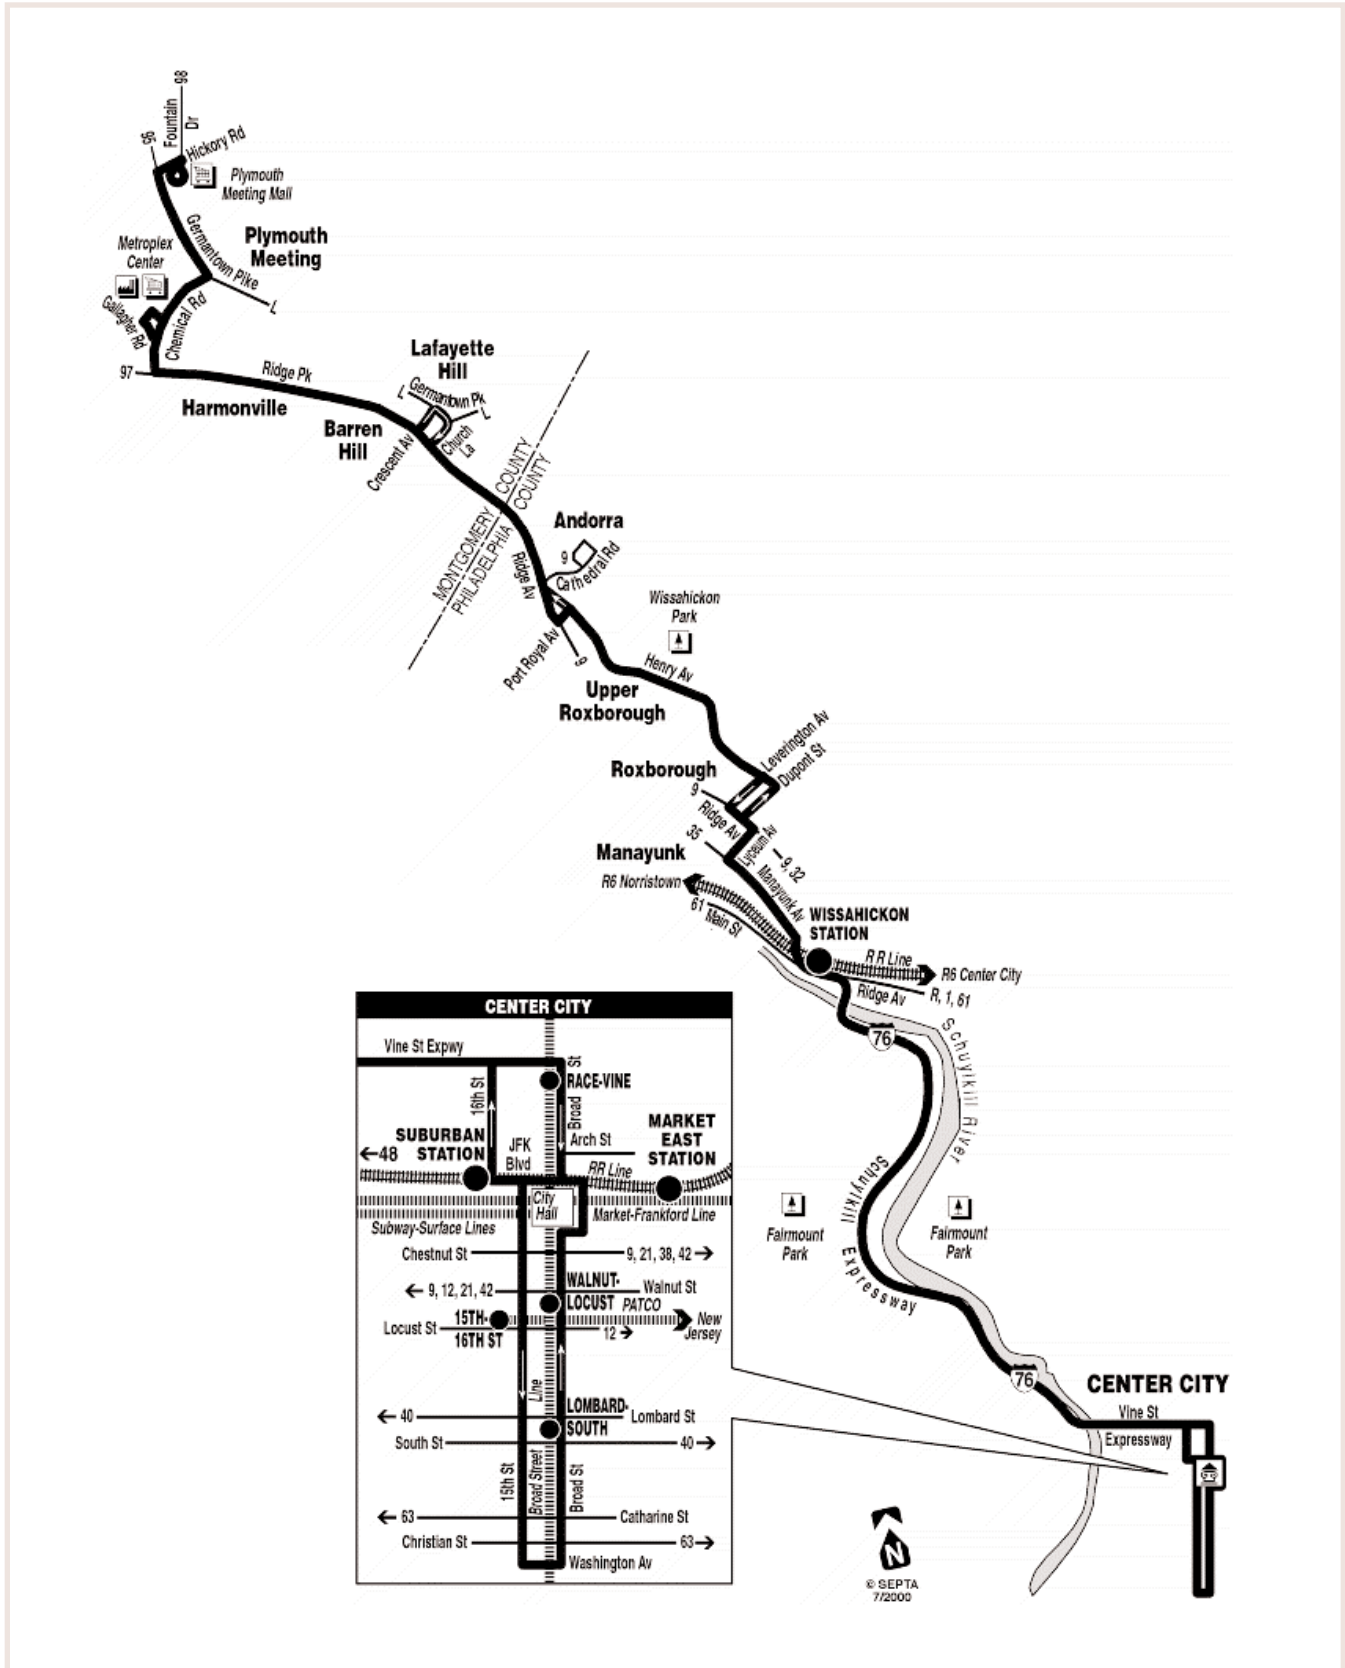 98
95
Fountain
Dr
Hickory Rd
Plymouth
Meeting Mall
Germantown Pike
Plymouth
Meeting
Metroplex
Center
L
Gallagher Rd
Chemical Rd
97
Ridge Pk
Harmonville
Lafayette
Hill
L
Germantown Pk
L
Barren
Hill
Church
La
Crescent Av
MONTGOMERY COUNTY
PHILADELPHIA COUNTY
Andorra
9
Cathedral Rd
Ridge Av
Port Royal Av
9
Wissahickon
Park
Henry Av
Upper
Roxborough
Leverington Av
Dupont St
Roxborough
9
Ridge Av
35
Lyceum Av
9, 32
Manayunk
Manayunk Av
R6 Norristown
61
Main St
WISSAHICKON
STATION
R R Line
R6 Center City
Ridge Av
R, 1, 61
76
Schuylkill River
Schuylkill Expressway
Fairmount
Park
Fairmount
Park
76
CENTER CITY
Vine St
Expressway
CENTER CITY
Vine St Expwy
St
RACE-VINE
16th St
Broad
MARKET
EAST
STATION
SUBURBAN
STATION
←48
JFK
Blvd
Arch St
RR Line
City
Hall
Subway-Surface Lines
Market-Frankford Line
Chestnut St
9, 21, 38, 42 →
← 9, 12, 21, 42
WALNUT-
LOCUST
Walnut St
PATCO
New
Jersey
15TH-
16TH ST
Locust St
12 →
Line
LOMBARD-
SOUTH
← 40
Lombard St
South St
40 →
15th St
Broad Street
Broad St
← 63
Catharine St
Christian St
63 →
Washington Av
N
© SEPTA
7/2000